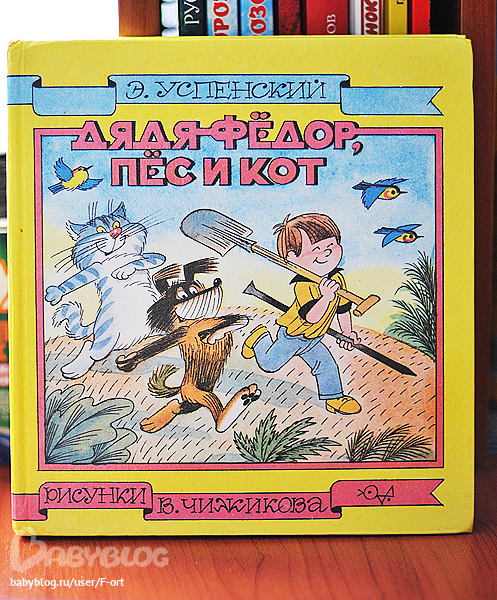 Э. УСПЕНСКИЙ
ДЯДЯ ФЁДОР,
ПЁС И КОТ
РИСУНКИ В. ЧИЖИКОВА
BABYBLOG
babyblog.ru/user/F-ort